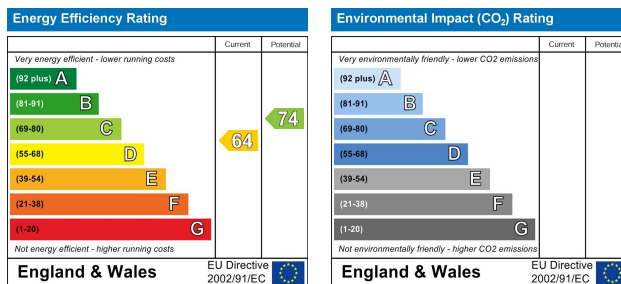 Energy Efficiency Rating
Current Potential
Very energy efficient - lower running costs
(92 plus) A
(81-91) B
(69-80) C
(55-68) D
(39-54) E
(21-38) F
(1-20) G
64
74
Not energy efficient - higher running costs
England & Wales
EU Directive
2002/91/EC
Environmental Impact (CO₂) Rating
Current Potential
Very environmentally friendly - lower CO2 emissions
(92 plus) A
(81-91) B
(69-80) C
(55-68) D
(39-54) E
(21-38) F
(1-20) G
Not environmentally friendly - higher CO2 emissions
England & Wales
EU Directive
2002/91/EC